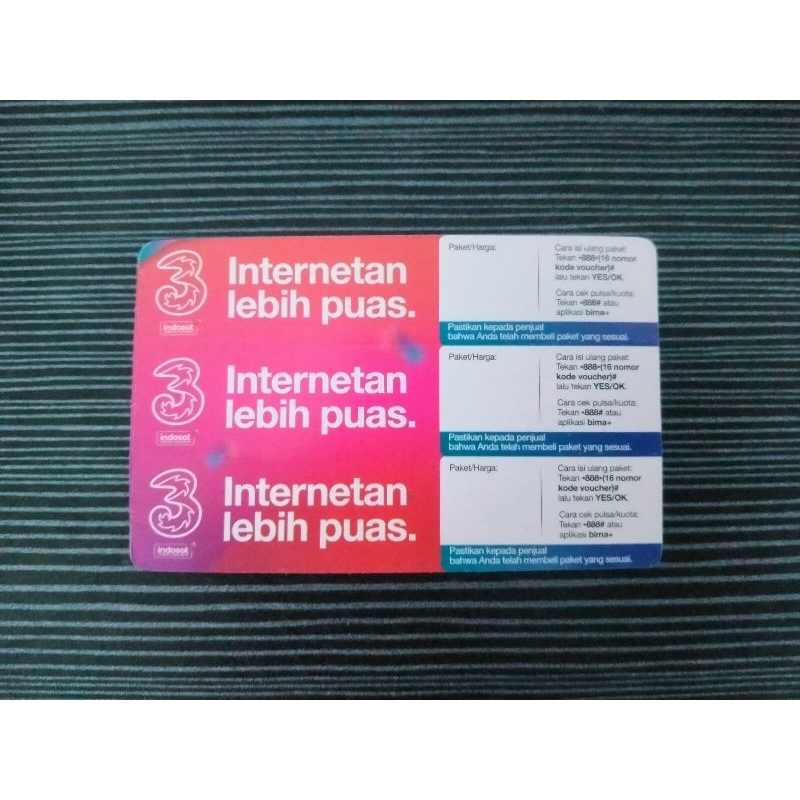 3
indosat
Internetan
lebih puas.
Paket/Harga:
Cara isi ulang paket:
Tekan *888*(16 nomor
kode voucher)#
lalu tekan YES/OK.
Cara cek pulsa/kuota:
Tekan *888# atau
aplikasi bima+
Pastikan kepada penjual
bahwa Anda telah membeli paket yang sesuai.
3
indosat
Internetan
lebih puas.
Paket/Harga:
Cara isi ulang paket:
Tekan *888*(16 nomor
kode voucher)#
lalu tekan YES/OK.
Cara cek pulsa/kuota:
Tekan *888# atau
aplikasi bima+
Pastikan kepada penjual
bahwa Anda telah membeli paket yang sesuai.
3
indosat
Internetan
lebih puas.
Paket/Harga:
Cara isi ulang paket:
Tekan *888*(16 nomor
kode voucher)#
lalu tekan YES/OK.
Cara cek pulsa/kuota:
Tekan *888# atau
aplikasi bima+
Pastikan kepada penjual
bahwa Anda telah membeli paket yang sesuai.